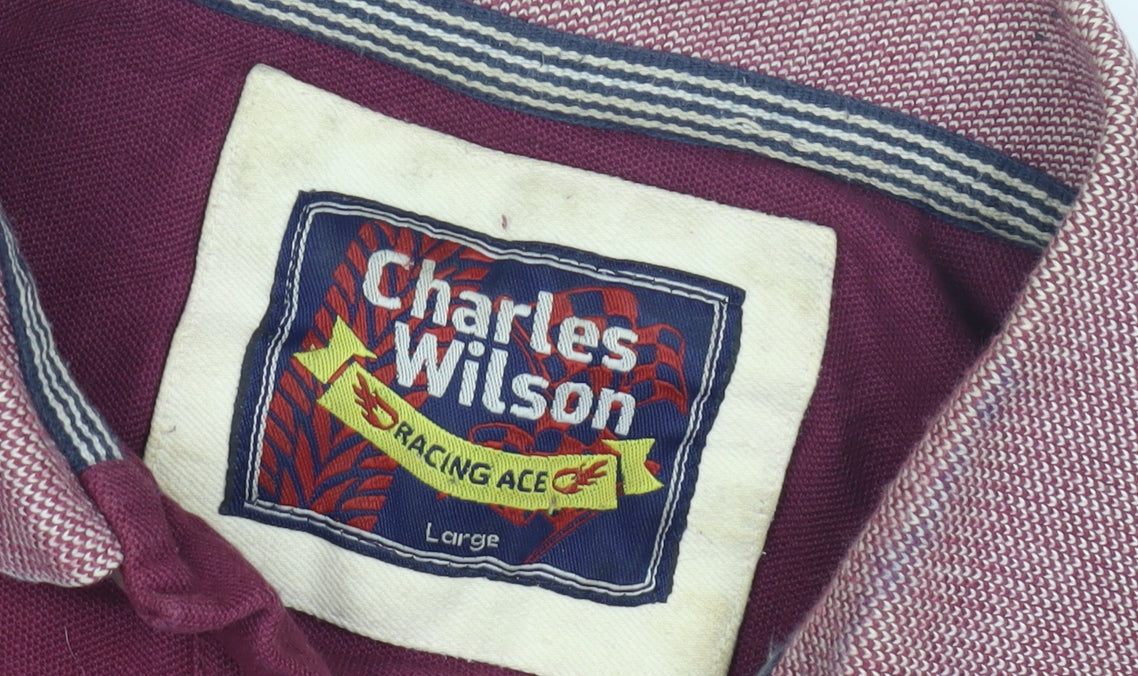 Charles
Wilson
RACING ACE
Large